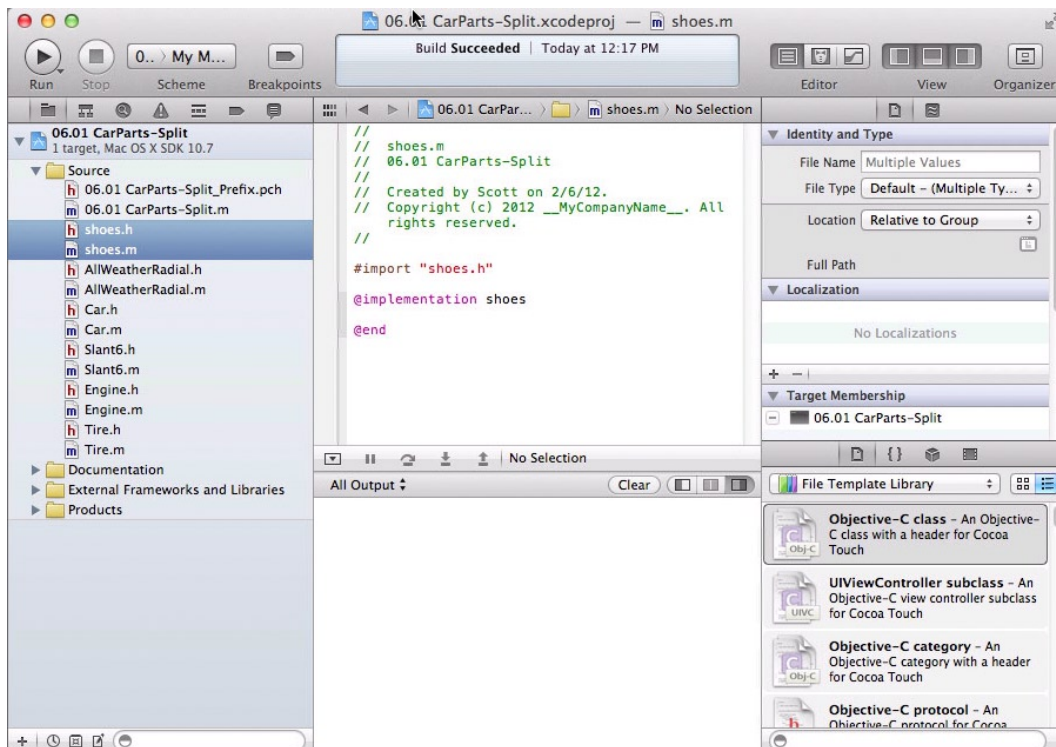 06.01 CarParts-Split.xcodeproj — m shoes.m
Build Succeeded | Today at 12:17 PM
0.. › My M...
Run Stop Scheme Breakpoints Editor View Organizer
06.01 CarPar... › › m shoes.m › No Selection
06.01 CarParts-Split
1 target, Mac OS X SDK 10.7
Source
h 06.01 CarParts-Split_Prefix.pch
m 06.01 CarParts-Split.m
h shoes.h
m shoes.m
h AllWeatherRadial.h
m AllWeatherRadial.m
h Car.h
m Car.m
h Slant6.h
m Slant6.m
h Engine.h
m Engine.m
h Tire.h
m Tire.m
Documentation
External Frameworks and Libraries
Products
//
// shoes.m
// 06.01 CarParts-Split
//
// Created by Scott on 2/6/12.
// Copyright (c) 2012 __MyCompanyName__. All
rights reserved.
//
#import "shoes.h"
@implementation shoes
@end
No Selection
All Output
Clear
Identity and Type
File Name Multiple Values
File Type Default – (Multiple Ty...
Location Relative to Group
Full Path
Localization
No Localizations
+ −
Target Membership
06.01 CarParts-Split
{}
File Template Library
Obj-C
Objective-C class – An Objective-
C class with a header for Cocoa
Touch
UIVC
UIViewController subclass – An
Objective-C view controller subclass
for Cocoa Touch
Obj-C
Objective-C category – An
Objective-C category with a header
for Cocoa Touch
h
Objective-C protocol – An
Objective-C protocol for Cocoa